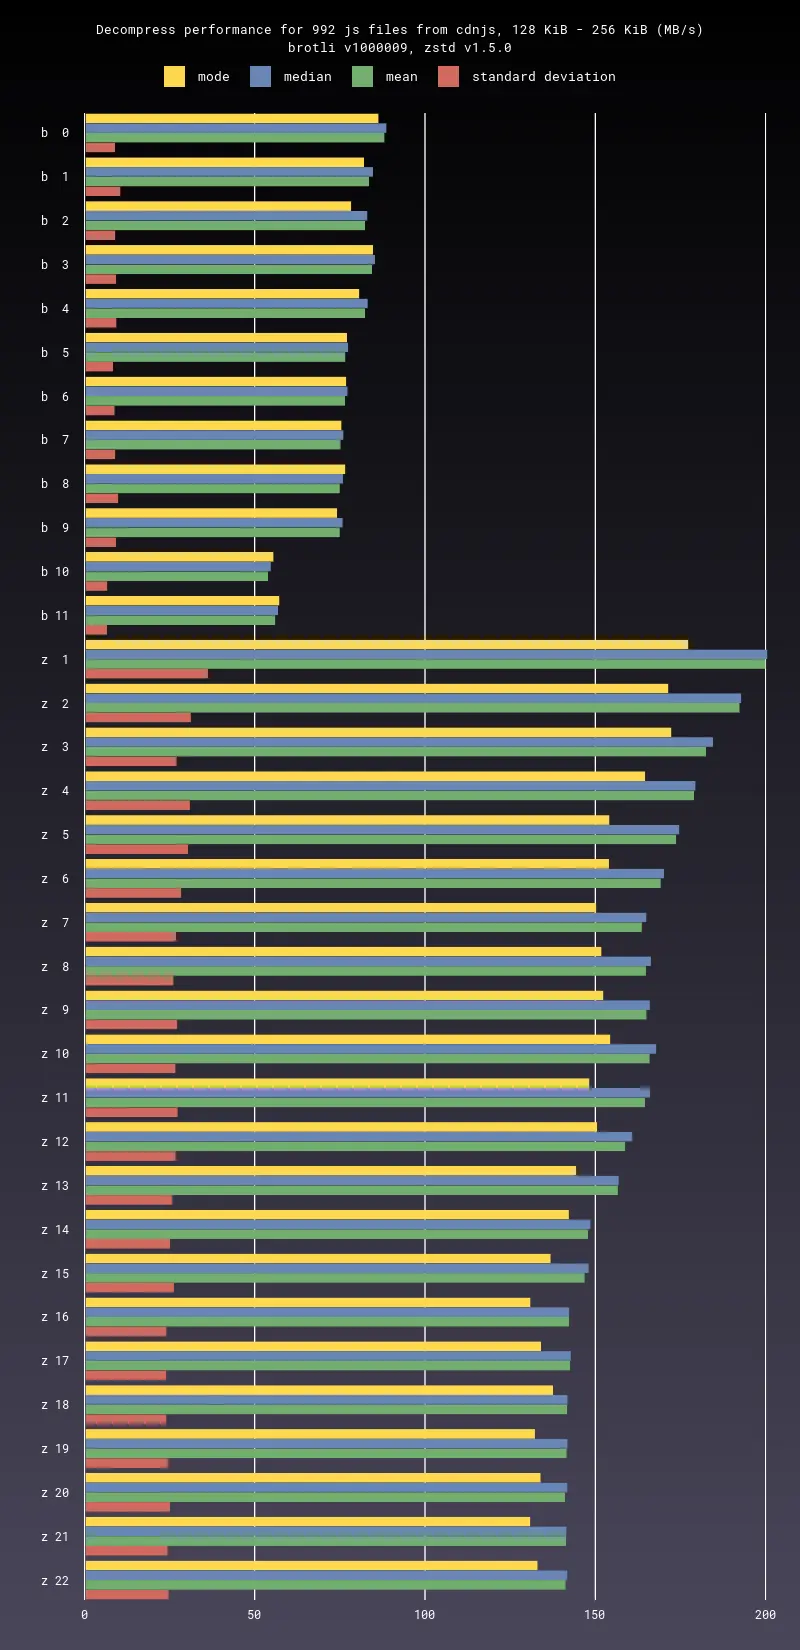 Decompress performance for 992 js files from cdnjs, 128 KiB - 256 KiB (MB/s)
brotli v1000009, zstd v1.5.0
mode median mean standard deviation
b 0
b 1
b 2
b 3
b 4
b 5
b 6
b 7
b 8
b 9
b 10
b 11
z 1
z 2
z 3
z 4
z 5
z 6
z 7
z 8
z 9
z 10
z 11
z 12
z 13
z 14
z 15
z 16
z 17
z 18
z 19
z 20
z 21
z 22
0 50 100 150 200